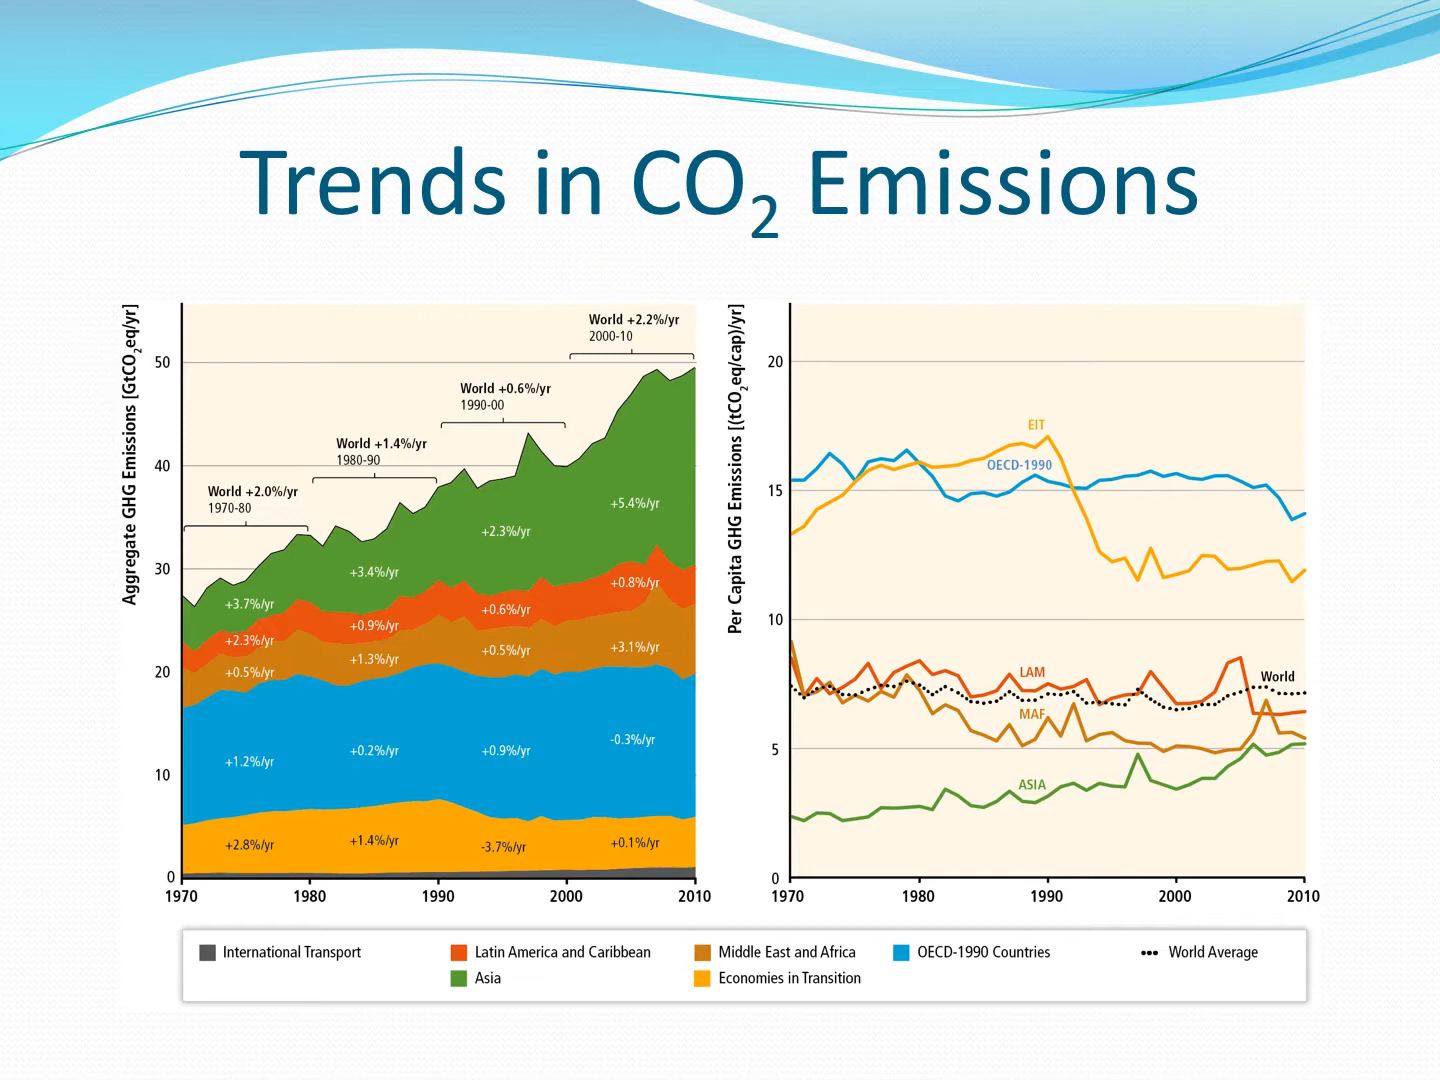 Trends in CO₂ Emissions
Aggregate GHG Emissions [GtCO₂eq/yr]
50
40
30
20
10
0
World +2.0%/yr
1970-80
World +1.4%/yr
1980-90
World +0.6%/yr
1990-00
World +2.2%/yr
2000-10
+3.7%/yr
+3.4%/yr
+2.3%/yr
+5.4%/yr
+2.3%/yr
+0.9%/yr
+0.6%/yr
+0.8%/yr
+0.5%/yr
+1.3%/yr
+0.5%/yr
+3.1%/yr
+1.2%/yr
+0.2%/yr
+0.9%/yr
-0.3%/yr
+2.8%/yr
+1.4%/yr
-3.7%/yr
+0.1%/yr
1970 1980 1990 2000 2010
Per Capita GHG Emissions [(tCO₂eq/cap)/yr]
20
15
10
5
0
EIT
OECD-1990
LAM
World
MAF
ASIA
1970 1980 1990 2000 2010
International Transport
Latin America and Caribbean
Middle East and Africa
OECD-1990 Countries
World Average
Asia
Economies in Transition